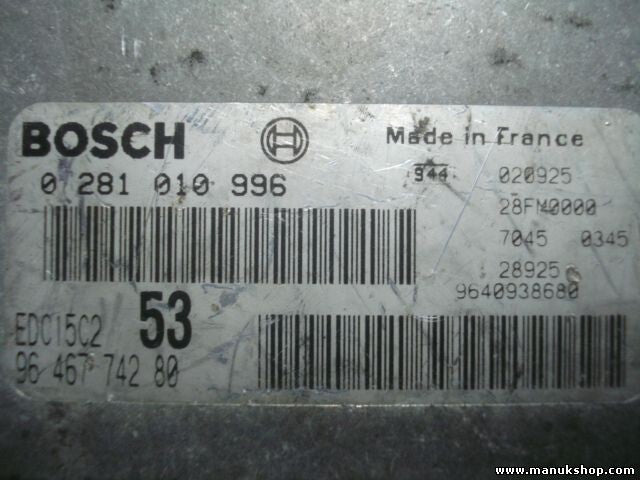 BOSCH
Made in France
0 281 010 996
944
020925
28FM0000
7045 0345
28925
9640938680
53
EDC15C2
96 467 742 80
www.manukshop.com